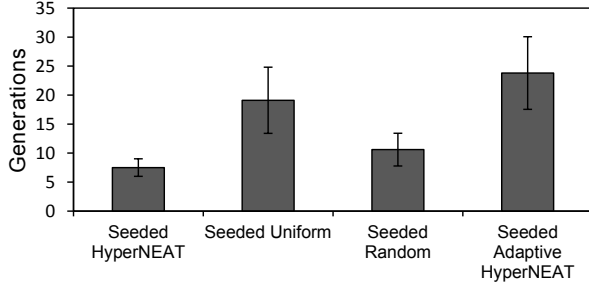 35
30
25
20
15
10
5
0
Generations
Seeded
HyperNEAT
Seeded Uniform
Seeded
Random
Seeded
Adaptive
HyperNEAT